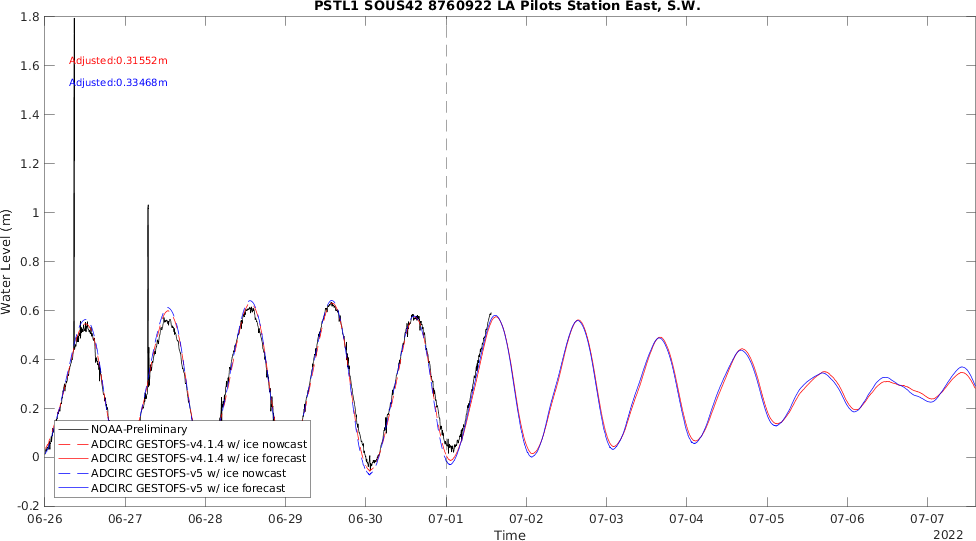 PSTL1 SOUS42 8760922 LA Pilots Station East, S.W.
1.8
1.6
1.4
1.2
1
0.8
0.6
0.4
0.2
0
-0.2
Water Level (m)
Adjusted:0.31552m
Adjusted:0.33468m
NOAA-Preliminary
ADCIRC GESTOFS-v4.1.4 w/ ice nowcast
ADCIRC GESTOFS-v4.1.4 w/ ice forecast
ADCIRC GESTOFS-v5 w/ ice nowcast
ADCIRC GESTOFS-v5 w/ ice forecast
06-26 06-27 06-28 06-29 06-30 07-01 07-02 07-03 07-04 07-05 07-06 07-07
Time
2022